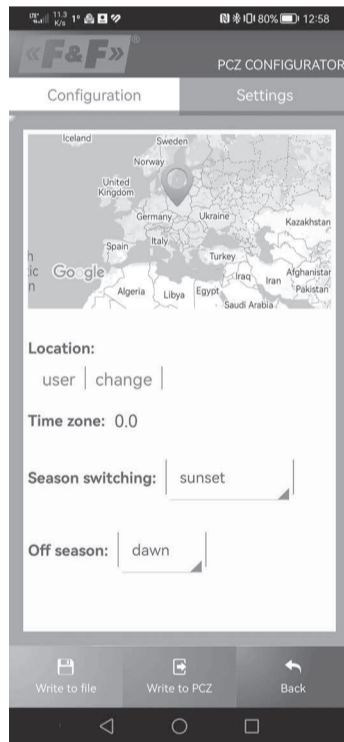 11.3
K/s
1°
80%
12:58
«F&F»®
PCZ CONFIGURATOR
Configuration
Settings
Iceland
Sweden
Norway
United
Kingdom
Germany
Ukraine
Kazakhstan
Spain
Italy
Turkey
h
ic
n
Google
Iraq
Iran
Afghanistan
Pakistan
Algeria
Libya
Egypt
Saudi Arabia
Location:
user change
Time zone: 0.0
Season switching: sunset
Off season: dawn
Write to file
Write to PCZ
Back